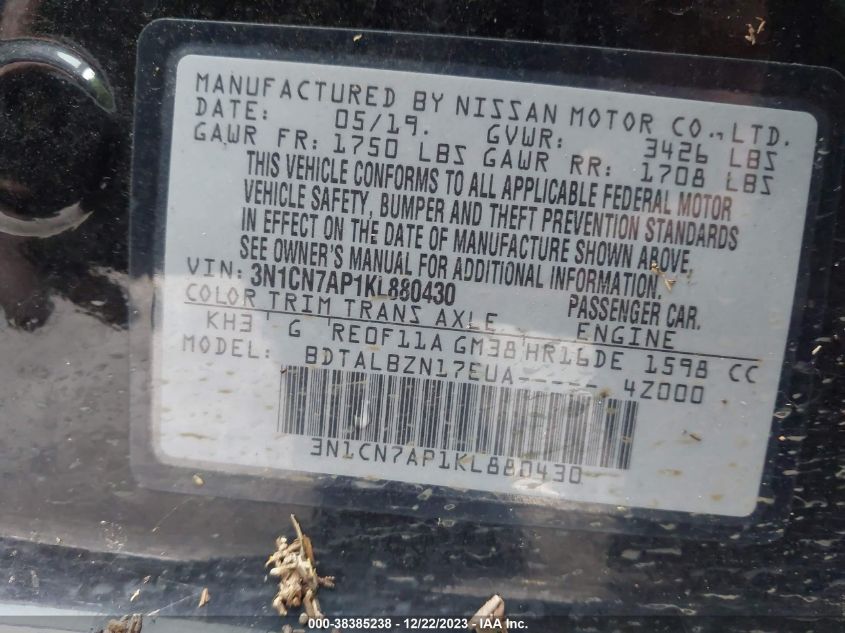 MANUFACTURED BY NISSAN MOTOR CO., LTD.
DATE: 05/19. GVWR: 3426 LBS
GAWR FR: 1750 LBS GAWR RR: 1708 LBS
THIS VEHICLE CONFORMS TO ALL APPLICABLE FEDERAL MOTOR
VEHICLE SAFETY, BUMPER AND THEFT PREVENTION STANDARDS
IN EFFECT ON THE DATE OF MANUFACTURE SHOWN ABOVE,
SEE OWNER'S MANUAL FOR ADDITIONAL INFORMATION.
VIN: 3N1CN7AP1KL880430 PASSENGER CAR.
COLOR TRIM TRANS AXLE ENGINE
KH3 G RE0F11A GM38 HR16DE 1598 CC
MODEL: BDTALBZN17EUA----- 4Z000
3N1CN7AP1KL880430
000-38385238 - 12/22/2023 - IAA Inc.